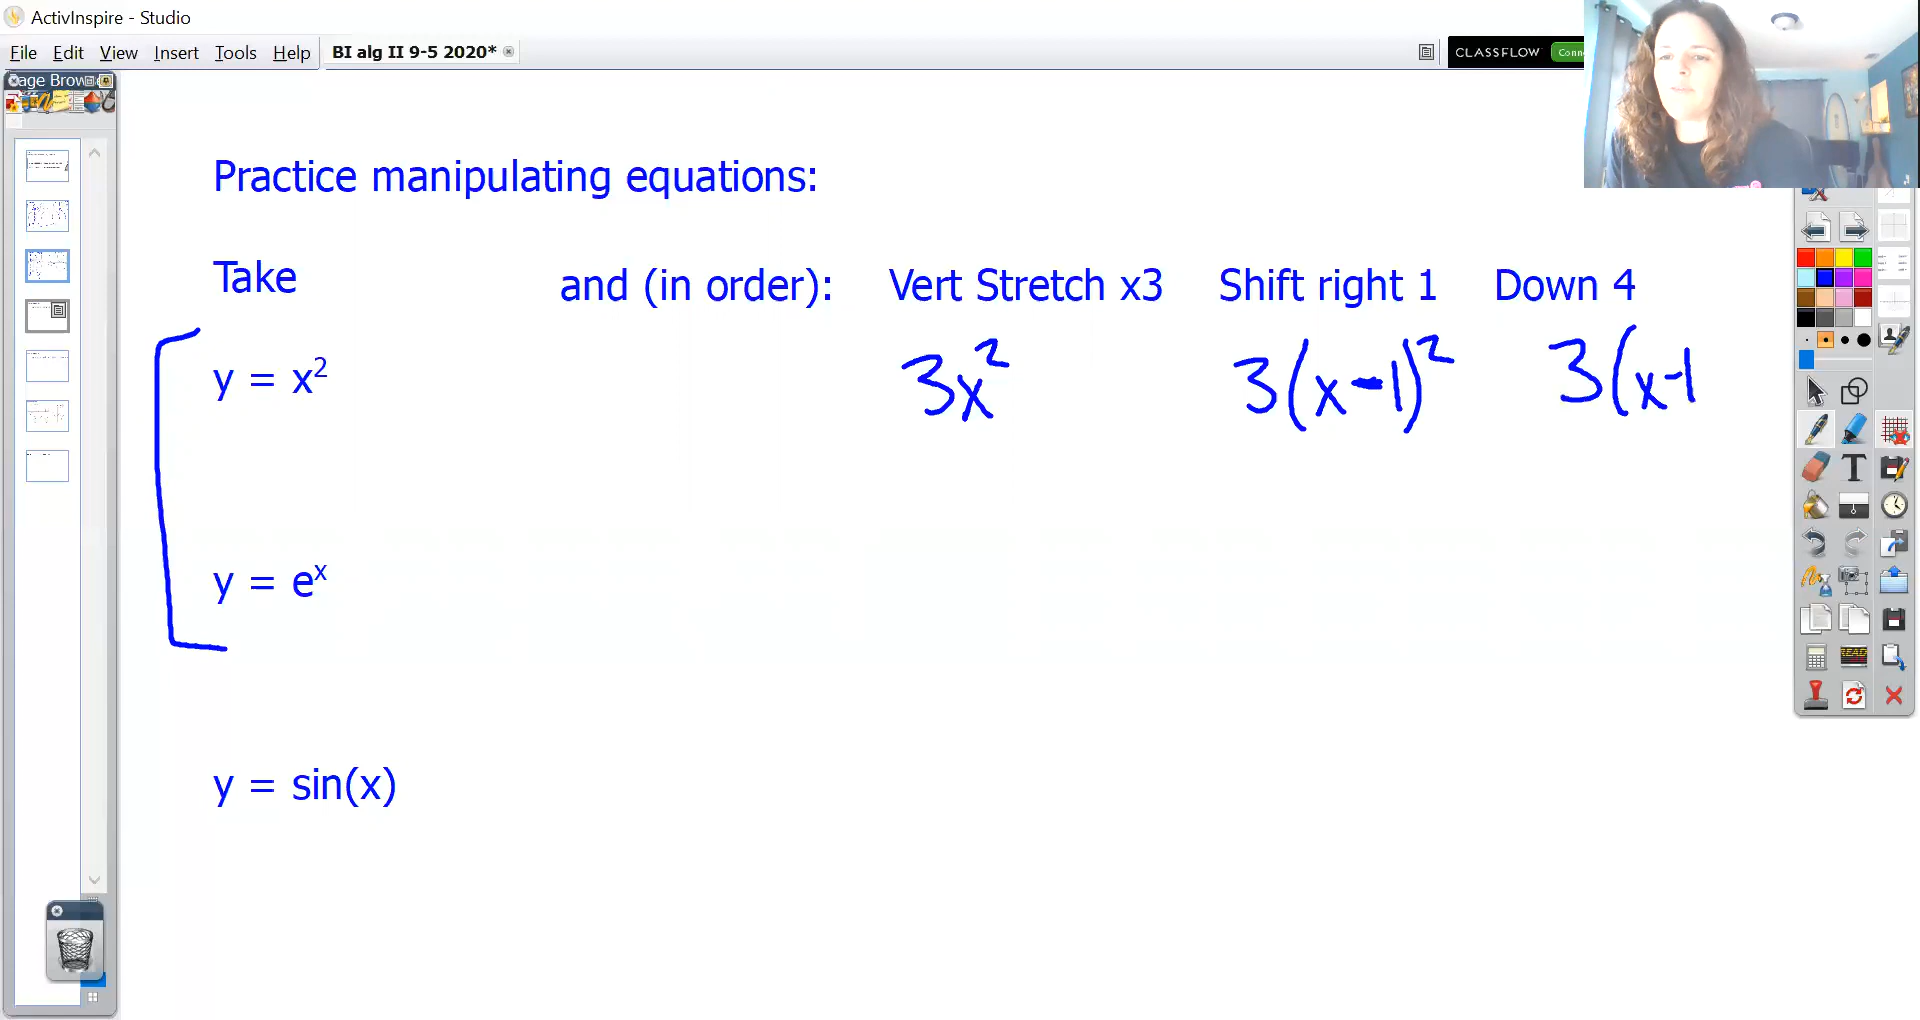 ActivInspire - Studio
File Edit View Insert Tools Help BI alg II 9-5 2020* CLASSFLOW
age Brow
Practice manipulating equations:
Take and (in order): Vert Stretch x3 Shift right 1 Down 4
y = x² 3x² 3(x-1)² 3(x-1
y = eˣ
y = sin(x)